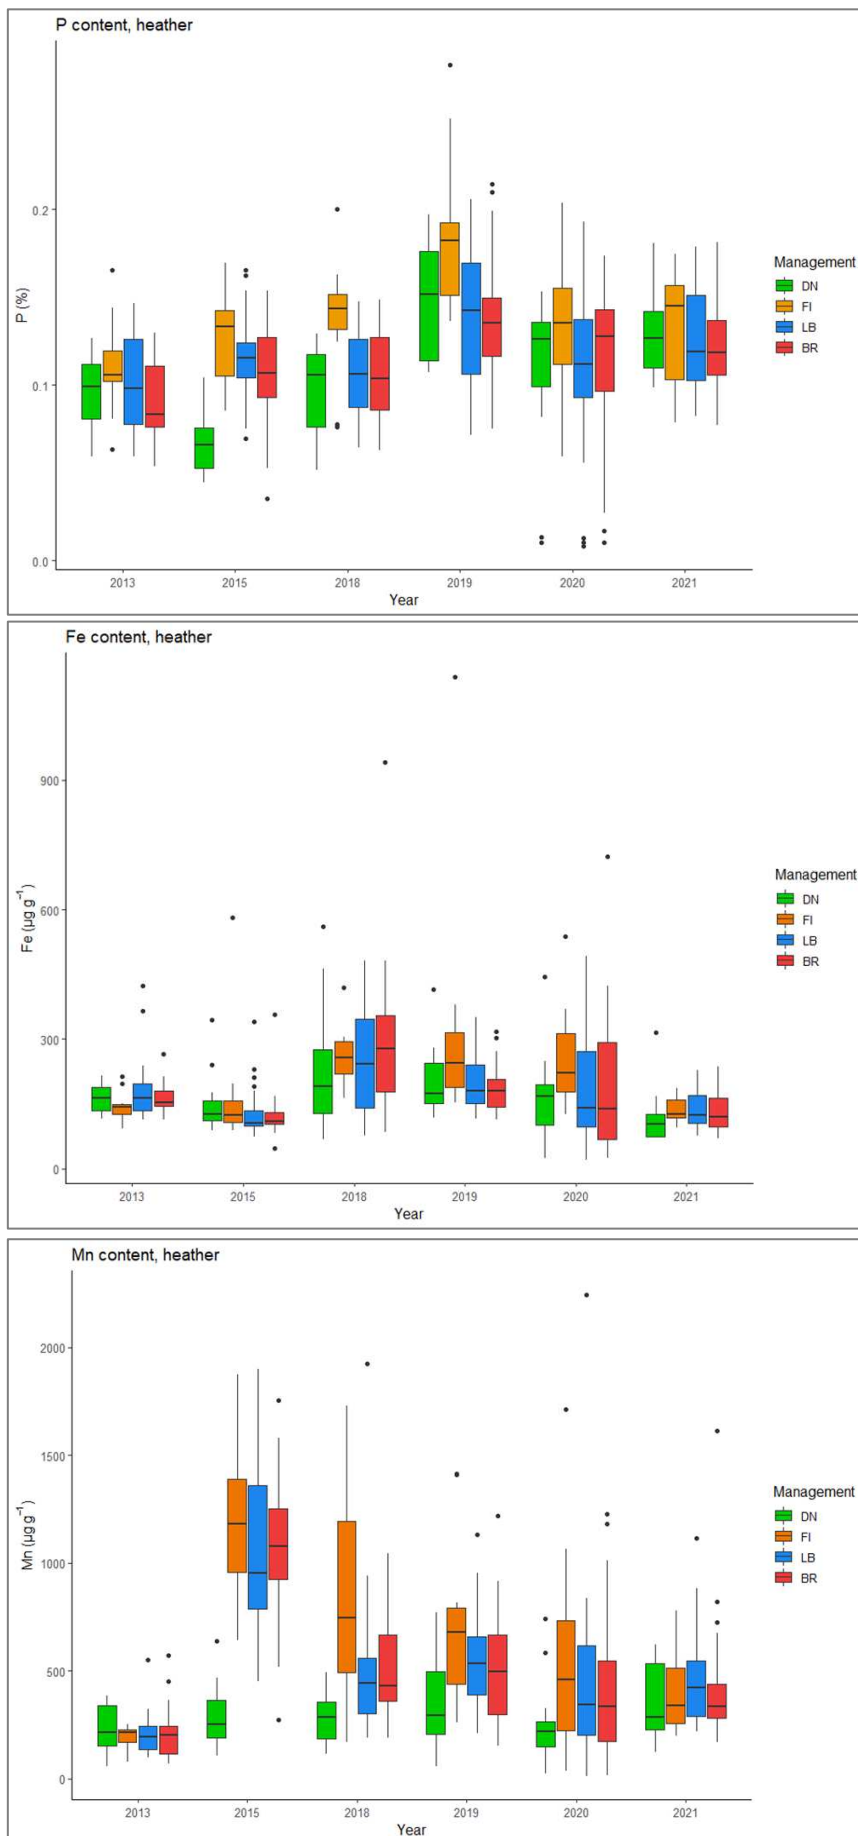 P content, heather
0.2
0.1
0.0
P (%)
2013 2015 2018 2019 2020 2021
Year
Management
DN
FI
LB
BR
Fe content, heather
900
600
300
0
Fe (µg g⁻¹)
2013 2015 2018 2019 2020 2021
Year
Management
DN
FI
LB
BR
Mn content, heather
2000
1500
1000
500
0
Mn (µg g⁻¹)
2013 2015 2018 2019 2020 2021
Year
Management
DN
FI
LB
BR